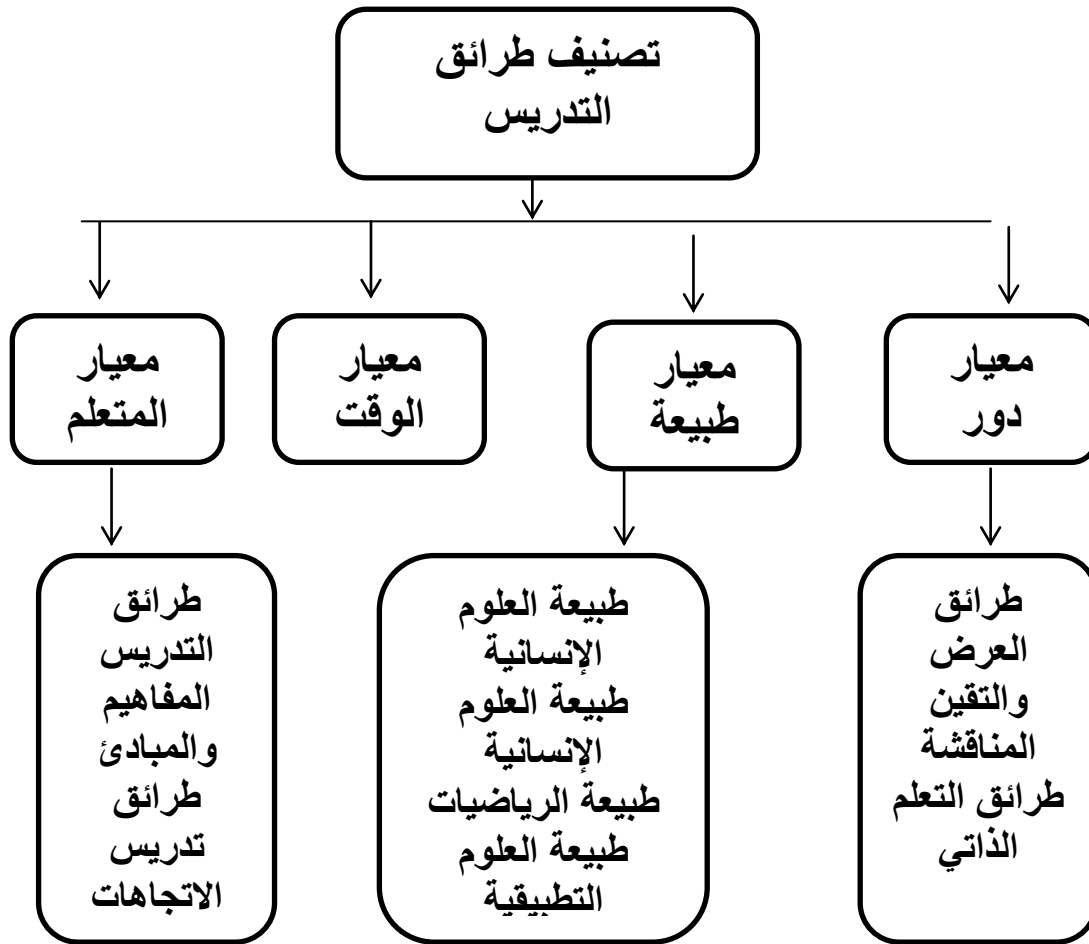 تصنيف طرائق
التدريس
معيار
دور
معيار
طبيعة
معيار
الوقت
معيار
المتعلم
طرائق
العرض
والتقين
المناقشة
طرائق التعلم
الذاتي
طبيعة العلوم
الإنسانية
طبيعة العلوم
الإنسانية
طبيعة الرياضيات
طبيعة العلوم
التطبيقية
طرائق
التدريس
المفاهيم
والمبادئ
طرائق
تدريس
الاتجاهات